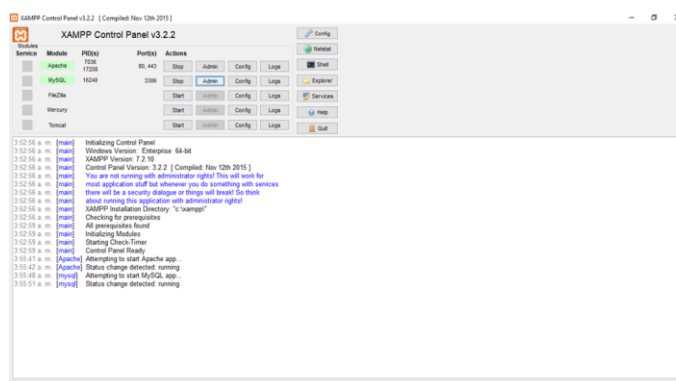 XAMPP Control Panel v3.2.2 [ Compiled: Nov 12th 2015 ]
XAMPP Control Panel v3.2.2
Config
Modules
Service Module PID(s) Port(s) Actions
Netstat
Apache 7036 17208 80, 443 Stop Admin Config Logs
Shell
MySQL 16240 3306 Stop Admin Config Logs
Explorer
FileZilla Start Admin Config Logs
Services
Mercury Start Admin Config Logs
Help
Tomcat Start Admin Config Logs
Quit
3:52:56 a. m. [main] Initializing Control Panel
3:52:56 a. m. [main] Windows Version: Enterprise 64-bit
3:52:56 a. m. [main] XAMPP Version: 7.2.10
3:52:56 a. m. [main] Control Panel Version: 3.2.2 [ Compiled: Nov 12th 2015 ]
3:52:56 a. m. [main] You are not running with administrator rights! This will work for
3:52:56 a. m. [main] most application stuff but whenever you do something with services
3:52:56 a. m. [main] there will be a security dialogue or things will break! So think
3:52:56 a. m. [main] about running this application with administrator rights!
3:52:56 a. m. [main] XAMPP Installation Directory: "c:\xampp\"
3:52:56 a. m. [main] Checking for prerequisites
3:52:59 a. m. [main] All prerequisites found
3:52:59 a. m. [main] Initializing Modules
3:52:59 a. m. [main] Starting Check-Timer
3:52:59 a. m. [main] Control Panel Ready
3:55:41 a. m. [Apache] Attempting to start Apache app...
3:55:42 a. m. [Apache] Status change detected: running
3:55:48 a. m. [mysql] Attempting to start MySQL app...
3:55:51 a. m. [mysql] Status change detected: running